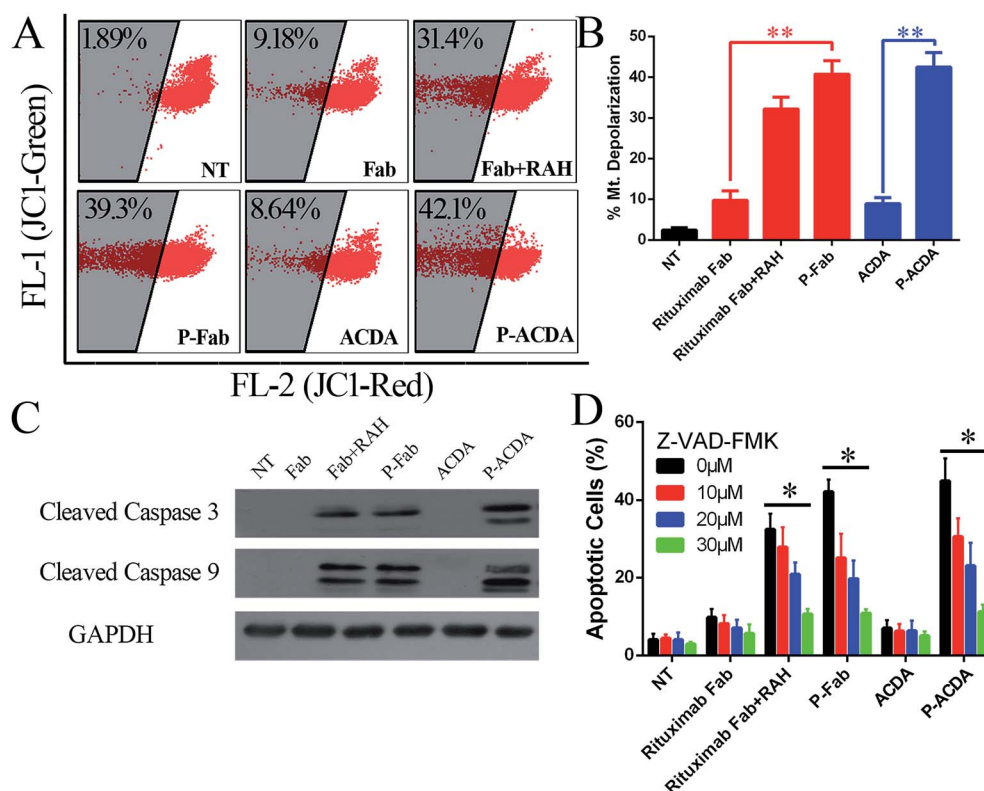 A
FL-1 (JC1-Green)
1.89%
NT
9.18%
Fab
31.4%
Fab+RAH
39.3%
P-Fab
8.64%
ACDA
42.1%
P-ACDA
FL-2 (JC1-Red)
B
% Mt. Depolarization
50
40
30
20
10
0
**
**
NT
Rituximab Fab
Rituximab Fab+RAH
P-Fab
ACDA
P-ACDA
C
NT
Fab
Fab+RAH
P-Fab
ACDA
P-ACDA
Cleaved Caspase 3
Cleaved Caspase 9
GAPDH
D
Apoptotic Cells (%)
60
40
20
0
Z-VAD-FMK
0μM
10μM
20μM
30μM
*
*
*
NT
Rituximab Fab
Rituximab Fab+RAH
P-Fab
ACDA
P-ACDA